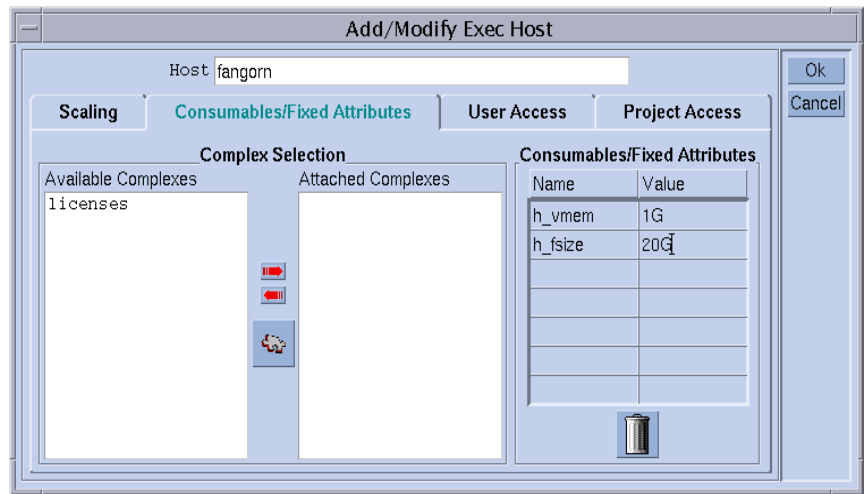 Add/Modify Exec Host
Host fangorn
Ok
Cancel
Scaling Consumables/Fixed Attributes User Access Project Access
Complex Selection
Available Complexes Attached Complexes
licenses
Consumables/Fixed Attributes
Name Value
h_vmem 1G
h_fsize 20G